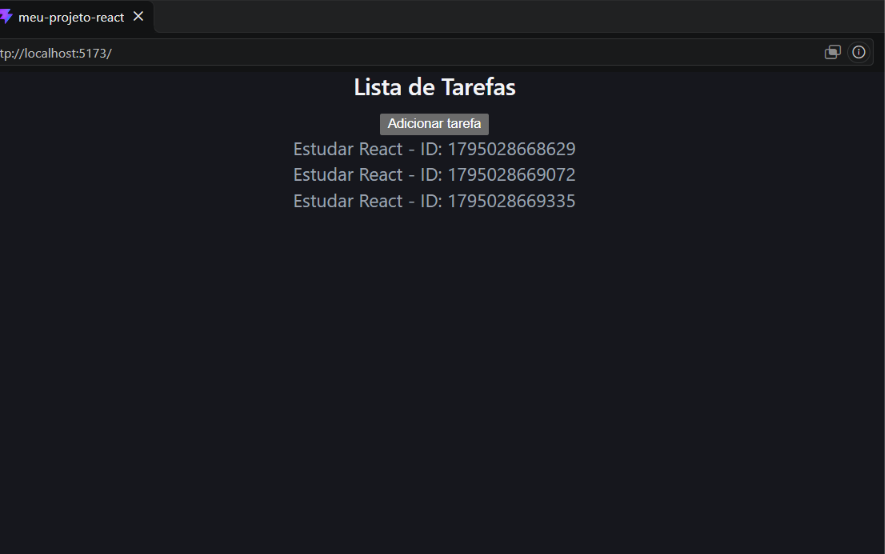 meu-projeto-react
tp://localhost:5173/
Lista de Tarefas
Adicionar tarefa
Estudar React - ID: 1795028668629
Estudar React - ID: 1795028669072
Estudar React - ID: 1795028669335